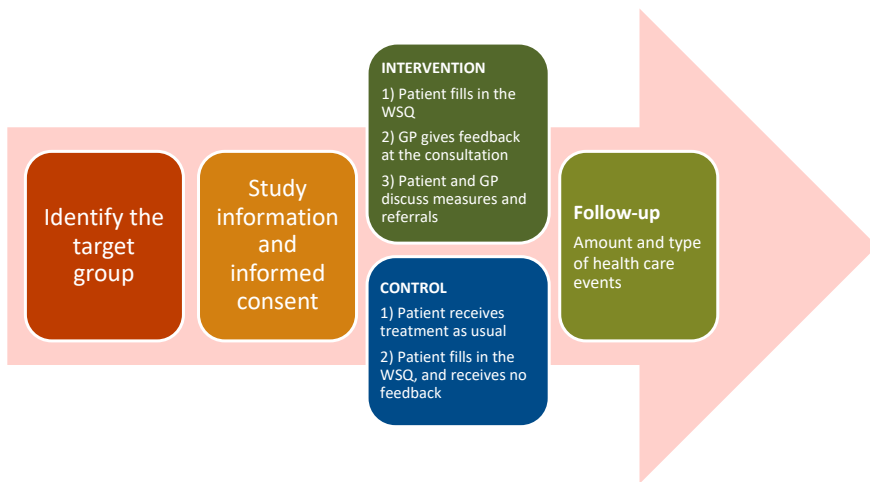 Identify the
target
group
Study
information
and
informed
consent
INTERVENTION
1) Patient fills in the
WSQ
2) GP gives feedback
at the consultation
3) Patient and GP
discuss measures and
referrals
CONTROL
1) Patient receives
treatment as usual
2) Patient fills in the
WSQ, and receives no
feedback
Follow-up
Amount and type
of health care
events